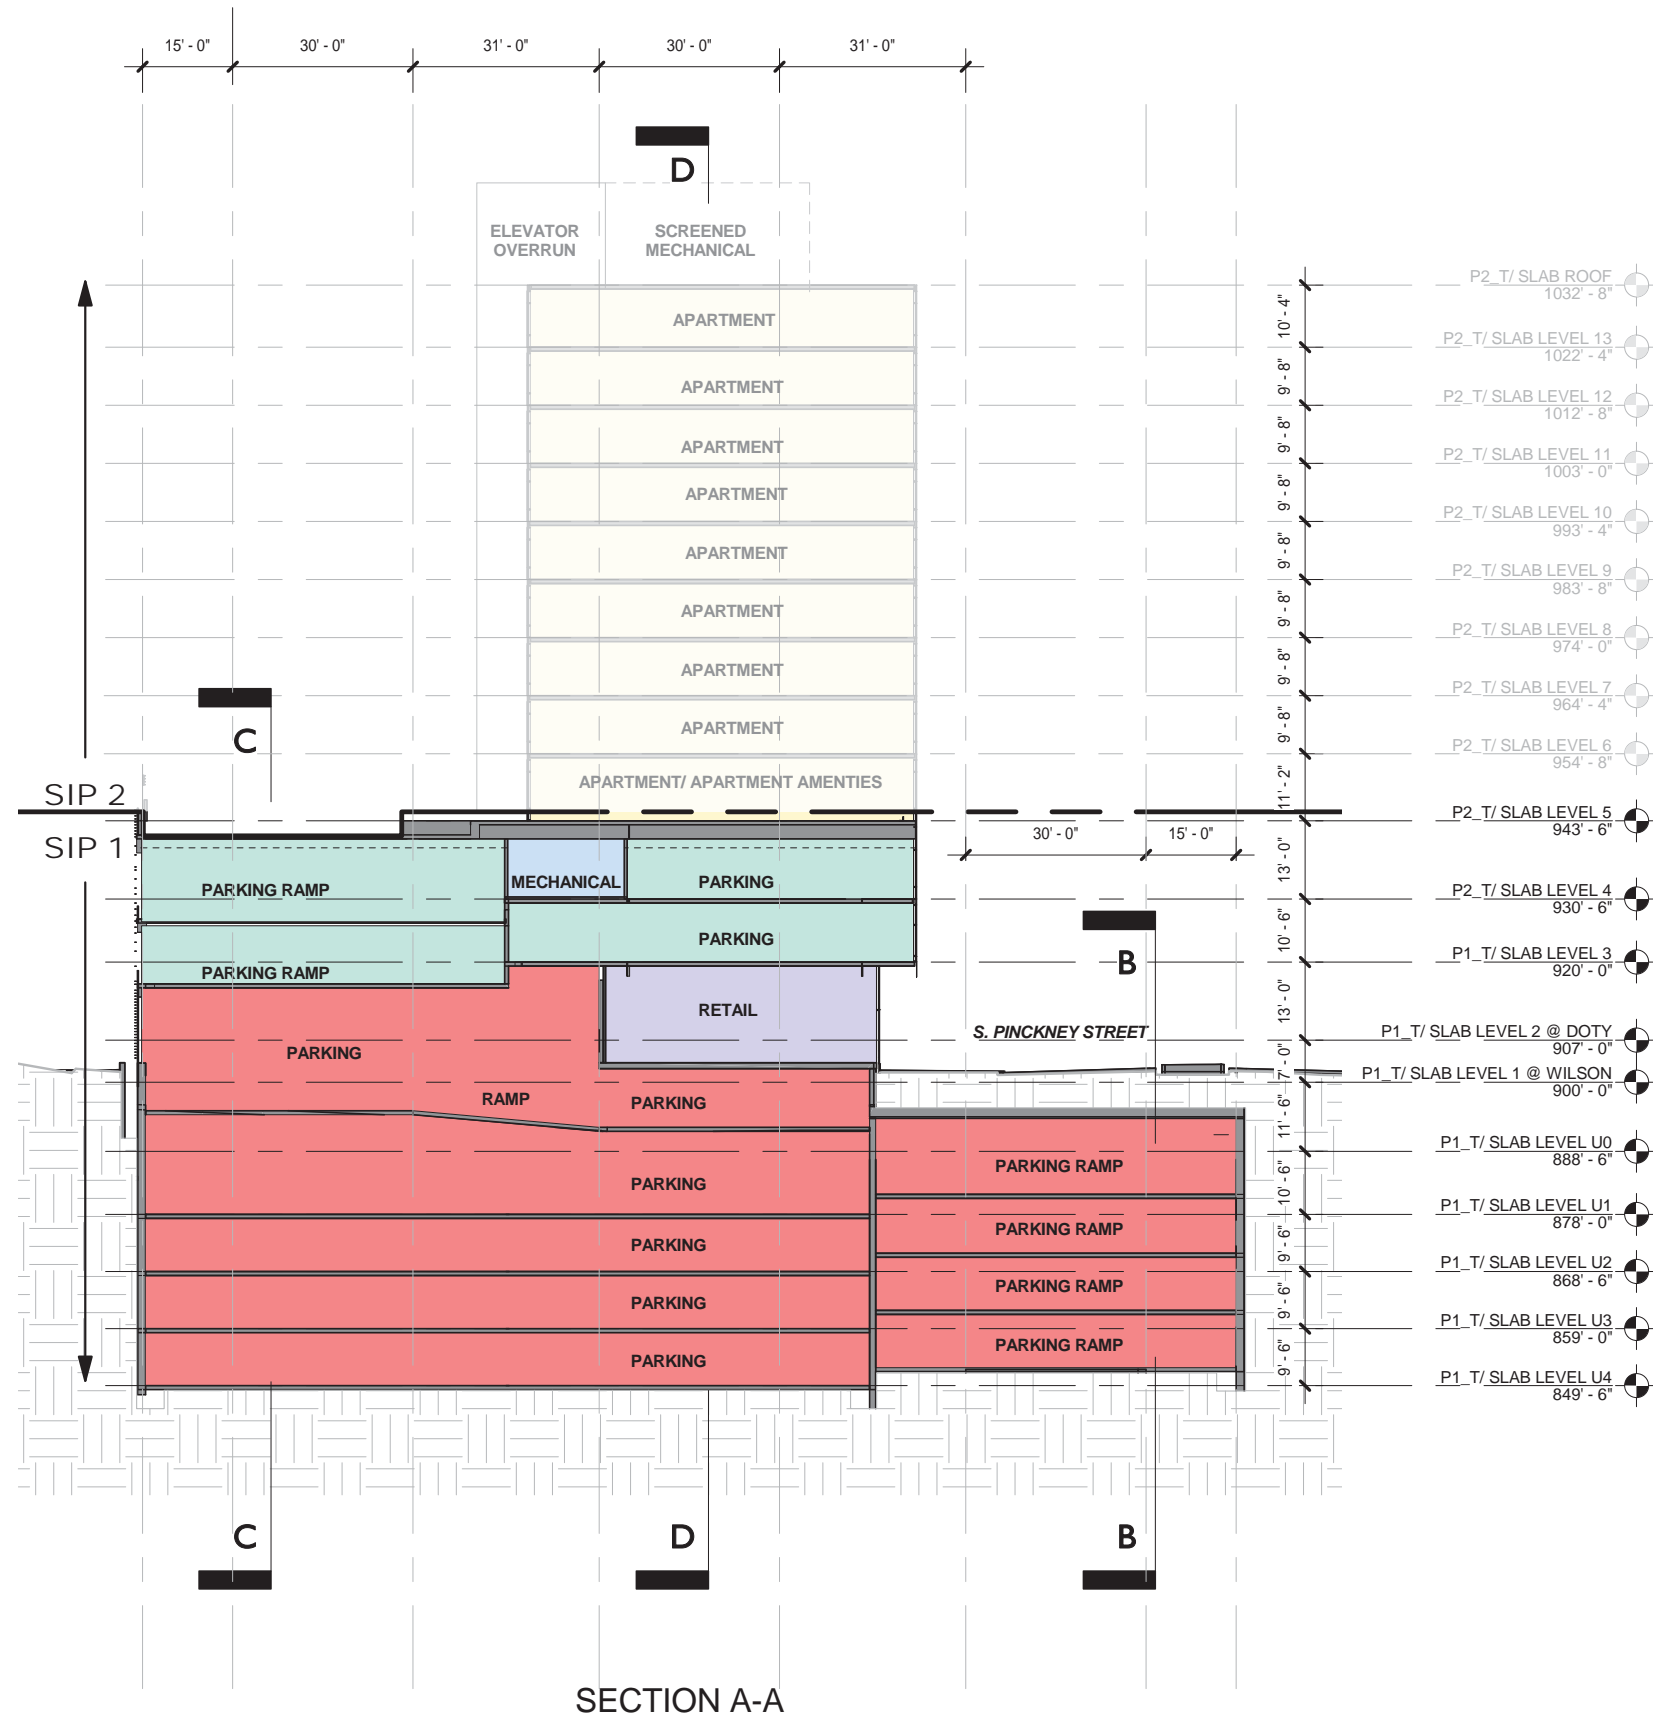 15' - 0"
30' - 0"
31' - 0"
30' - 0"
31' - 0"
D
ELEVATOR
OVERRUN
SCREENED
MECHANICAL
P2_T/ SLAB ROOF
1032' - 8"
10' - 4"
APARTMENT
P2_T/ SLAB LEVEL 13
1022' - 4"
9' - 8"
APARTMENT
P2_T/ SLAB LEVEL 12
1012' - 8"
9' - 8"
APARTMENT
P2_T/ SLAB LEVEL 11
1003' - 0"
9' - 8"
APARTMENT
P2_T/ SLAB LEVEL 10
993' - 4"
9' - 8"
APARTMENT
P2_T/ SLAB LEVEL 9
983' - 8"
9' - 8"
APARTMENT
P2_T/ SLAB LEVEL 8
974' - 0"
9' - 8"
APARTMENT
P2_T/ SLAB LEVEL 7
964' - 4"
9' - 8"
APARTMENT
C
P2_T/ SLAB LEVEL 6
954' - 8"
11' - 2"
APARTMENT/ APARTMENT AMENTIES
SIP 2
P2_T/ SLAB LEVEL 5
943' - 6"
SIP 1
30' - 0"
15' - 0"
13' - 0"
PARKING RAMP
MECHANICAL
PARKING
P2_T/ SLAB LEVEL 4
930' - 6"
10' - 6"
PARKING
B
P1_T/ SLAB LEVEL 3
920' - 0"
PARKING RAMP
13' - 0"
RETAIL
S. PINCKNEY STREET
P1_T/ SLAB LEVEL 2 @ DOTY
907' - 0"
PARKING
7' - 0"
P1_T/ SLAB LEVEL 1 @ WILSON
900' - 0"
RAMP
PARKING
11' - 6"
P1_T/ SLAB LEVEL U0
888' - 6"
PARKING RAMP
PARKING
10' - 6"
P1_T/ SLAB LEVEL U1
878' - 0"
PARKING RAMP
PARKING
9' - 6"
P1_T/ SLAB LEVEL U2
868' - 6"
PARKING RAMP
PARKING
9' - 6"
P1_T/ SLAB LEVEL U3
859' - 0"
PARKING RAMP
PARKING
9' - 6"
P1_T/ SLAB LEVEL U4
849' - 6"
C
D
B
SECTION A-A